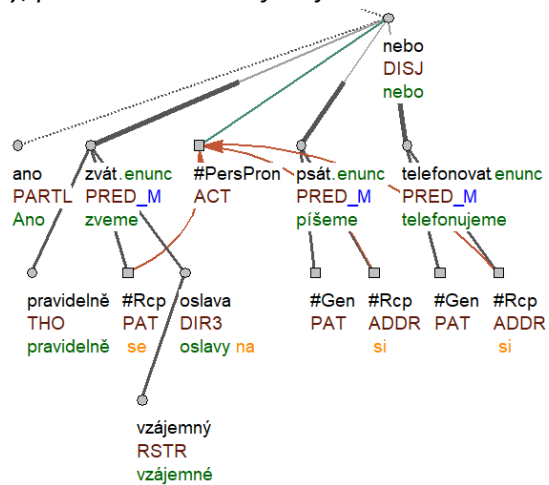 nebo
DISJ
nebo
ano zvát.enunc #PersPron psát.enunc telefonovat.enunc
PARTL PRED_M ACT PRED_M PRED_M
Ano zveme píšeme telefonujeme
pravidelně #Rcp oslava #Gen #Rcp #Gen #Rcp
THO PAT DIR3 PAT ADDR PAT ADDR
pravidelně se oslavy na si si
vzájemný
RSTR
vzájemné